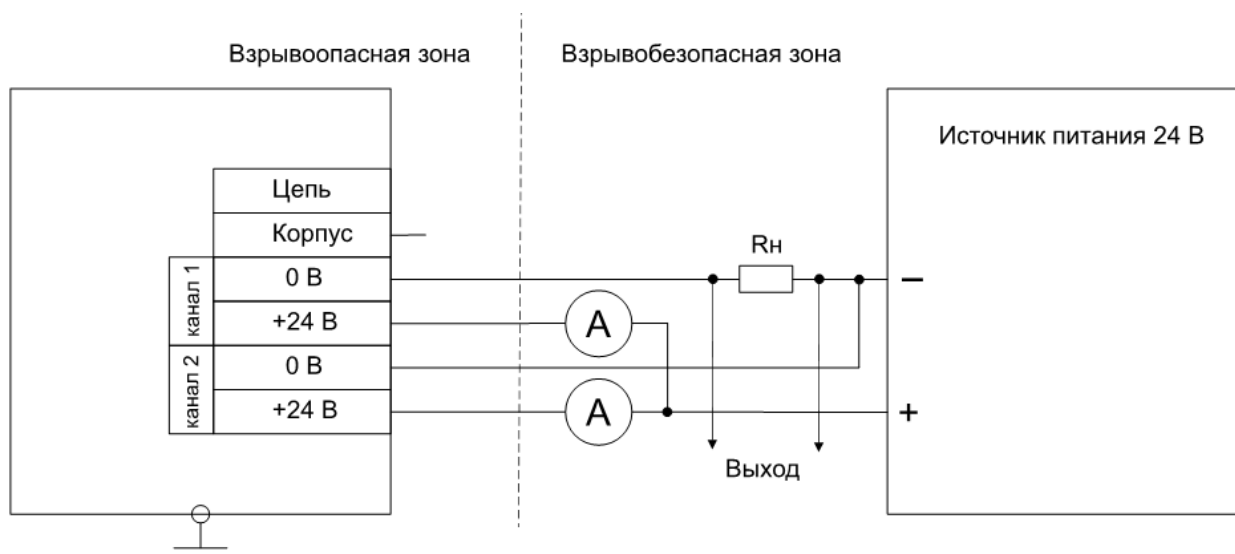 Взрывоопасная зона
Взрывобезопасная зона
Источник питания 24 В
Цепь
Корпус
канал 1
0 В
+24 В
канал 2
0 В
+24 В
A
A
Rн
−
+
Выход